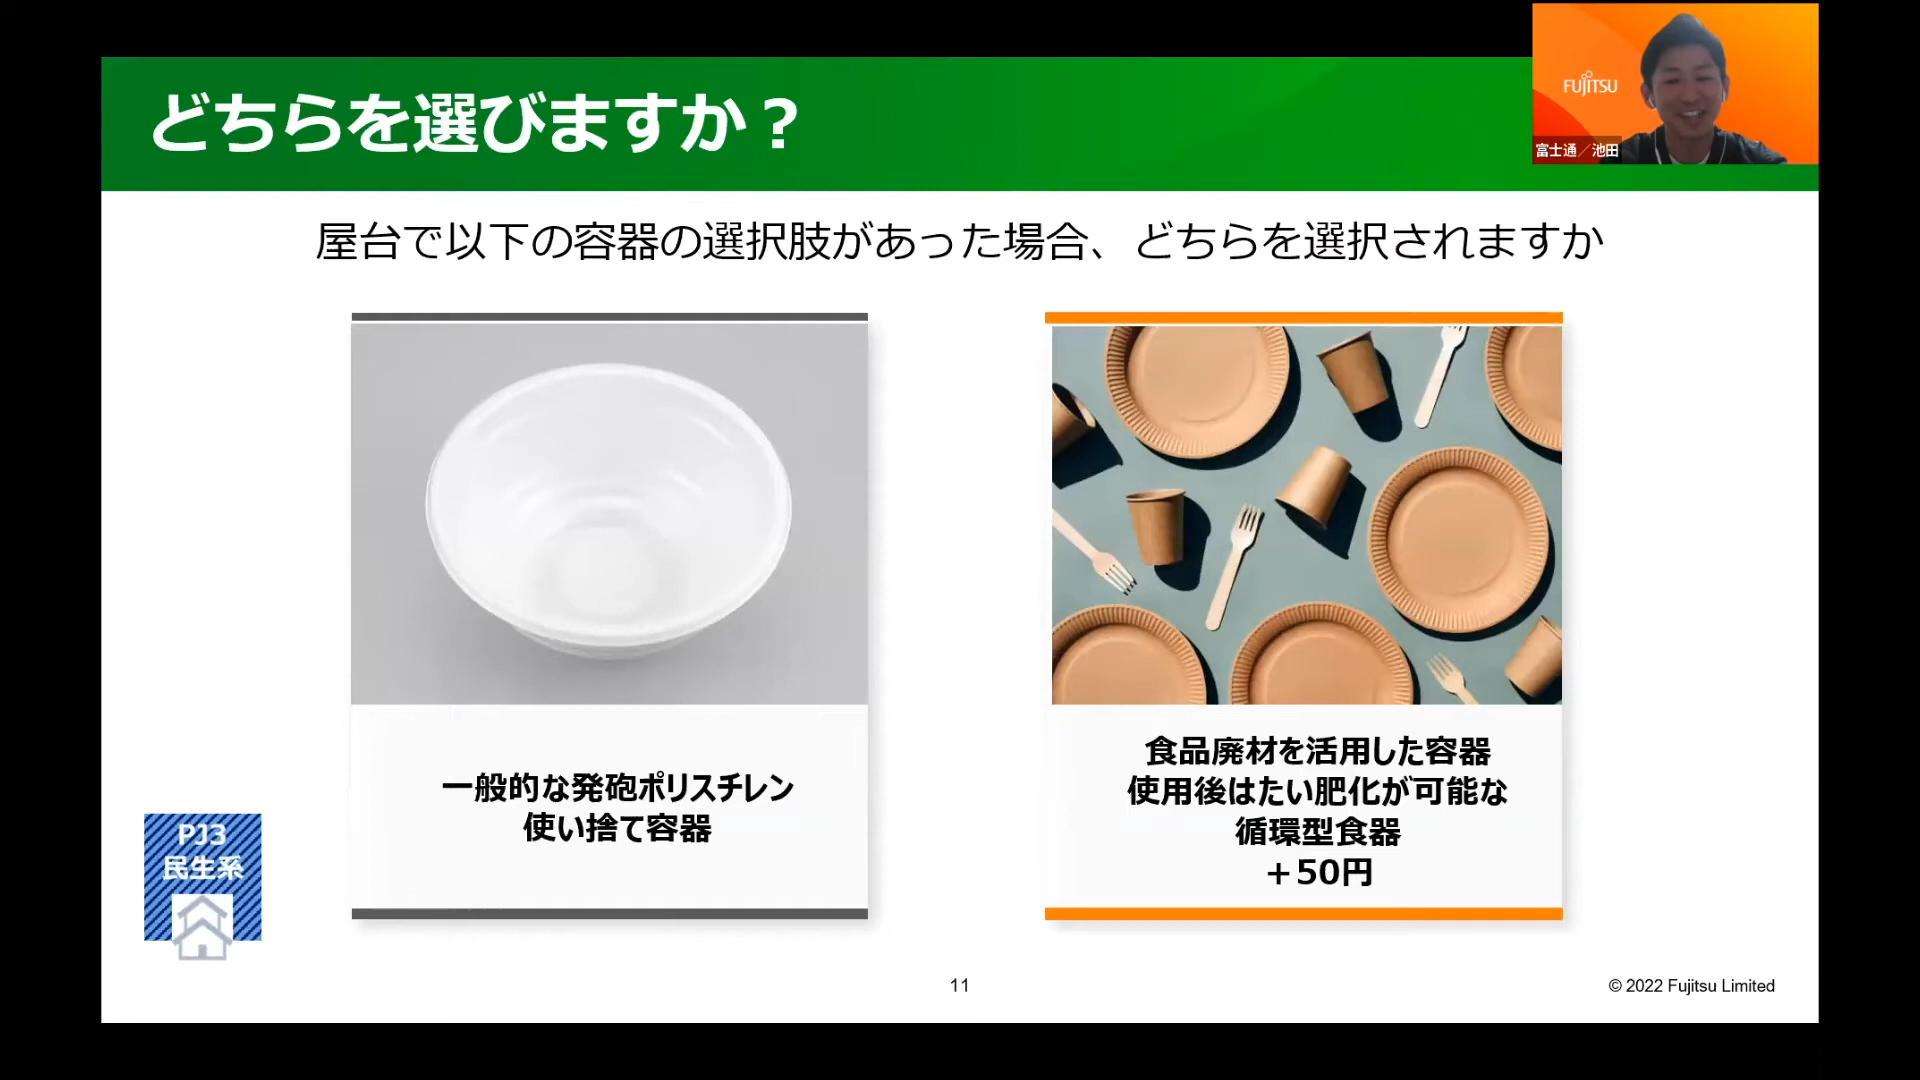 どちらを選びますか？
FUJITSU
富士通／池田
屋台で以下の容器の選択肢があった場合、どちらを選択されますか
一般的な発砲ポリスチレン
使い捨て容器
食品廃材を活用した容器
使用後はたい肥化が可能な
循環型食器
＋50円
PJ3
民生系
11
© 2022 Fujitsu Limited